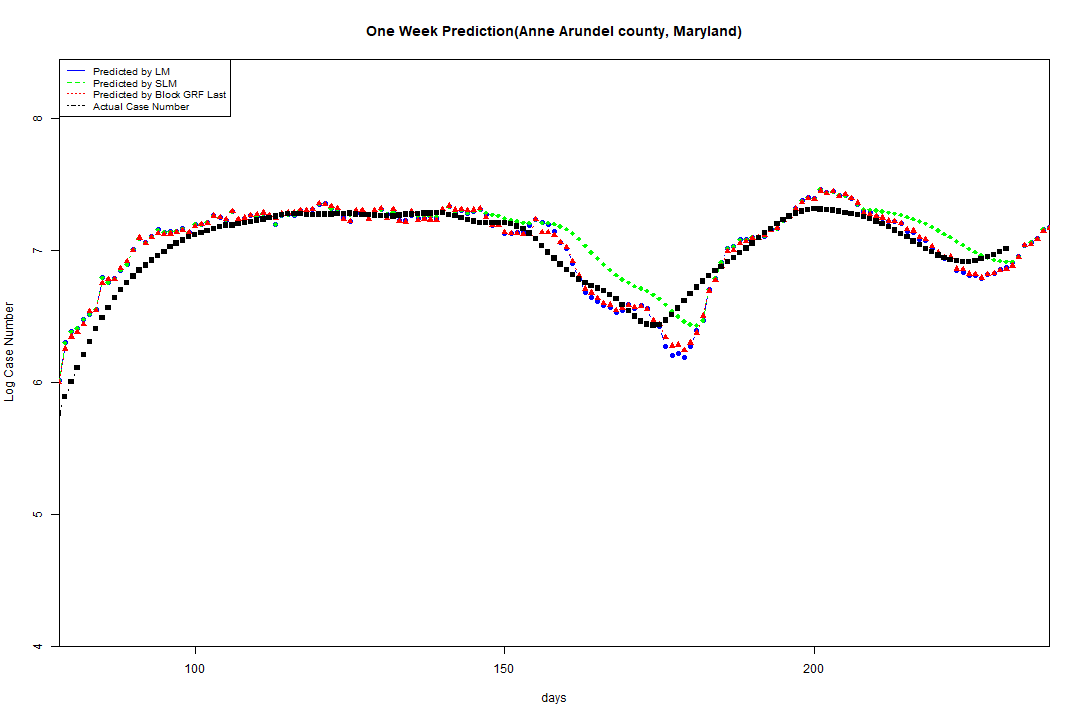 One Week Prediction(Anne Arundel county, Maryland)
Predicted by LM
Predicted by SLM
Predicted by Block GRF Last
Actual Case Number
8
7
6
5
4
Log Case Number
100 150 200
days